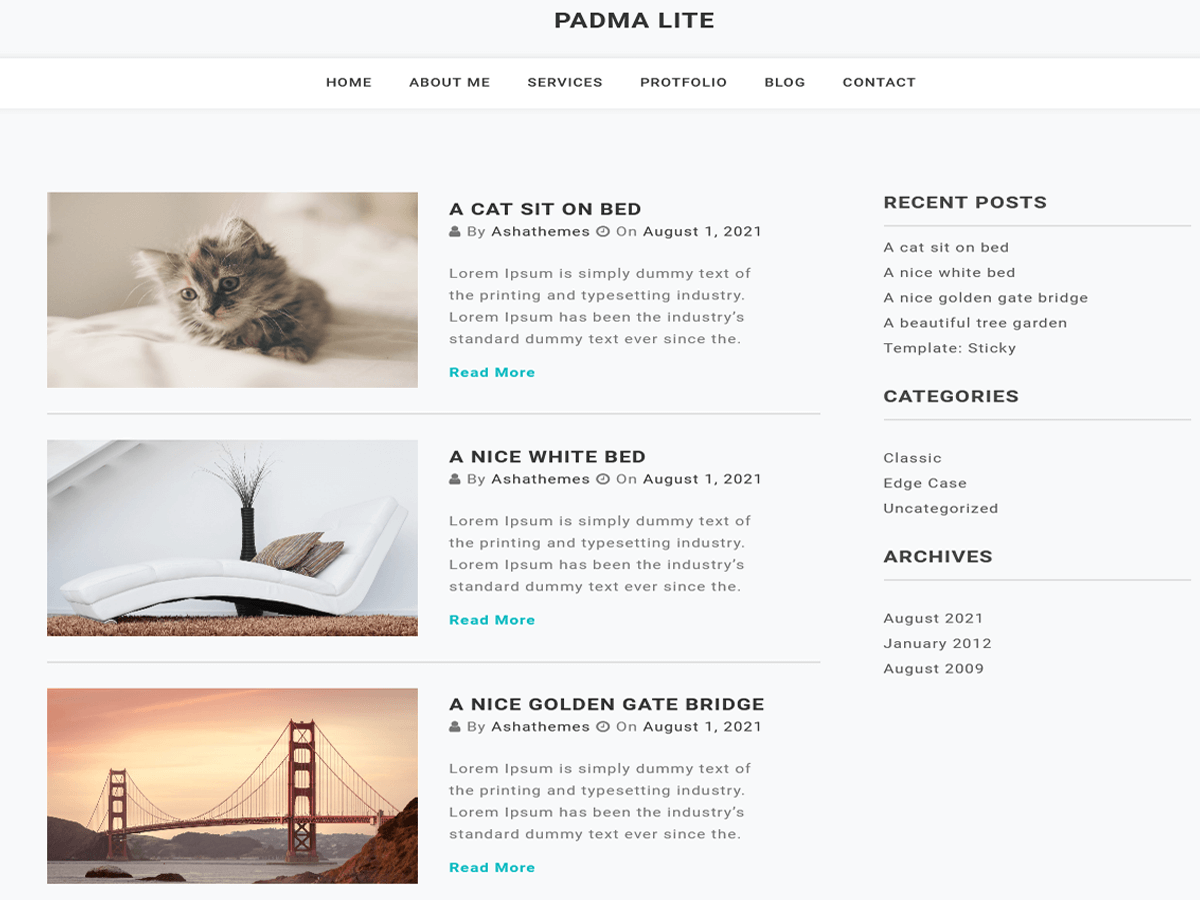 PADMA LITE
HOME ABOUT ME SERVICES PROTFOLIO BLOG CONTACT
A CAT SIT ON BED
By Ashathemes On August 1, 2021
Lorem Ipsum is simply dummy text of
the printing and typesetting industry.
Lorem Ipsum has been the industry’s
standard dummy text ever since the.
Read More
A NICE WHITE BED
By Ashathemes On August 1, 2021
Lorem Ipsum is simply dummy text of
the printing and typesetting industry.
Lorem Ipsum has been the industry’s
standard dummy text ever since the.
Read More
A NICE GOLDEN GATE BRIDGE
By Ashathemes On August 1, 2021
Lorem Ipsum is simply dummy text of
the printing and typesetting industry.
Lorem Ipsum has been the industry’s
standard dummy text ever since the.
Read More
RECENT POSTS
A cat sit on bed
A nice white bed
A nice golden gate bridge
A beautiful tree garden
Template: Sticky
CATEGORIES
Classic
Edge Case
Uncategorized
ARCHIVES
August 2021
January 2012
August 2009